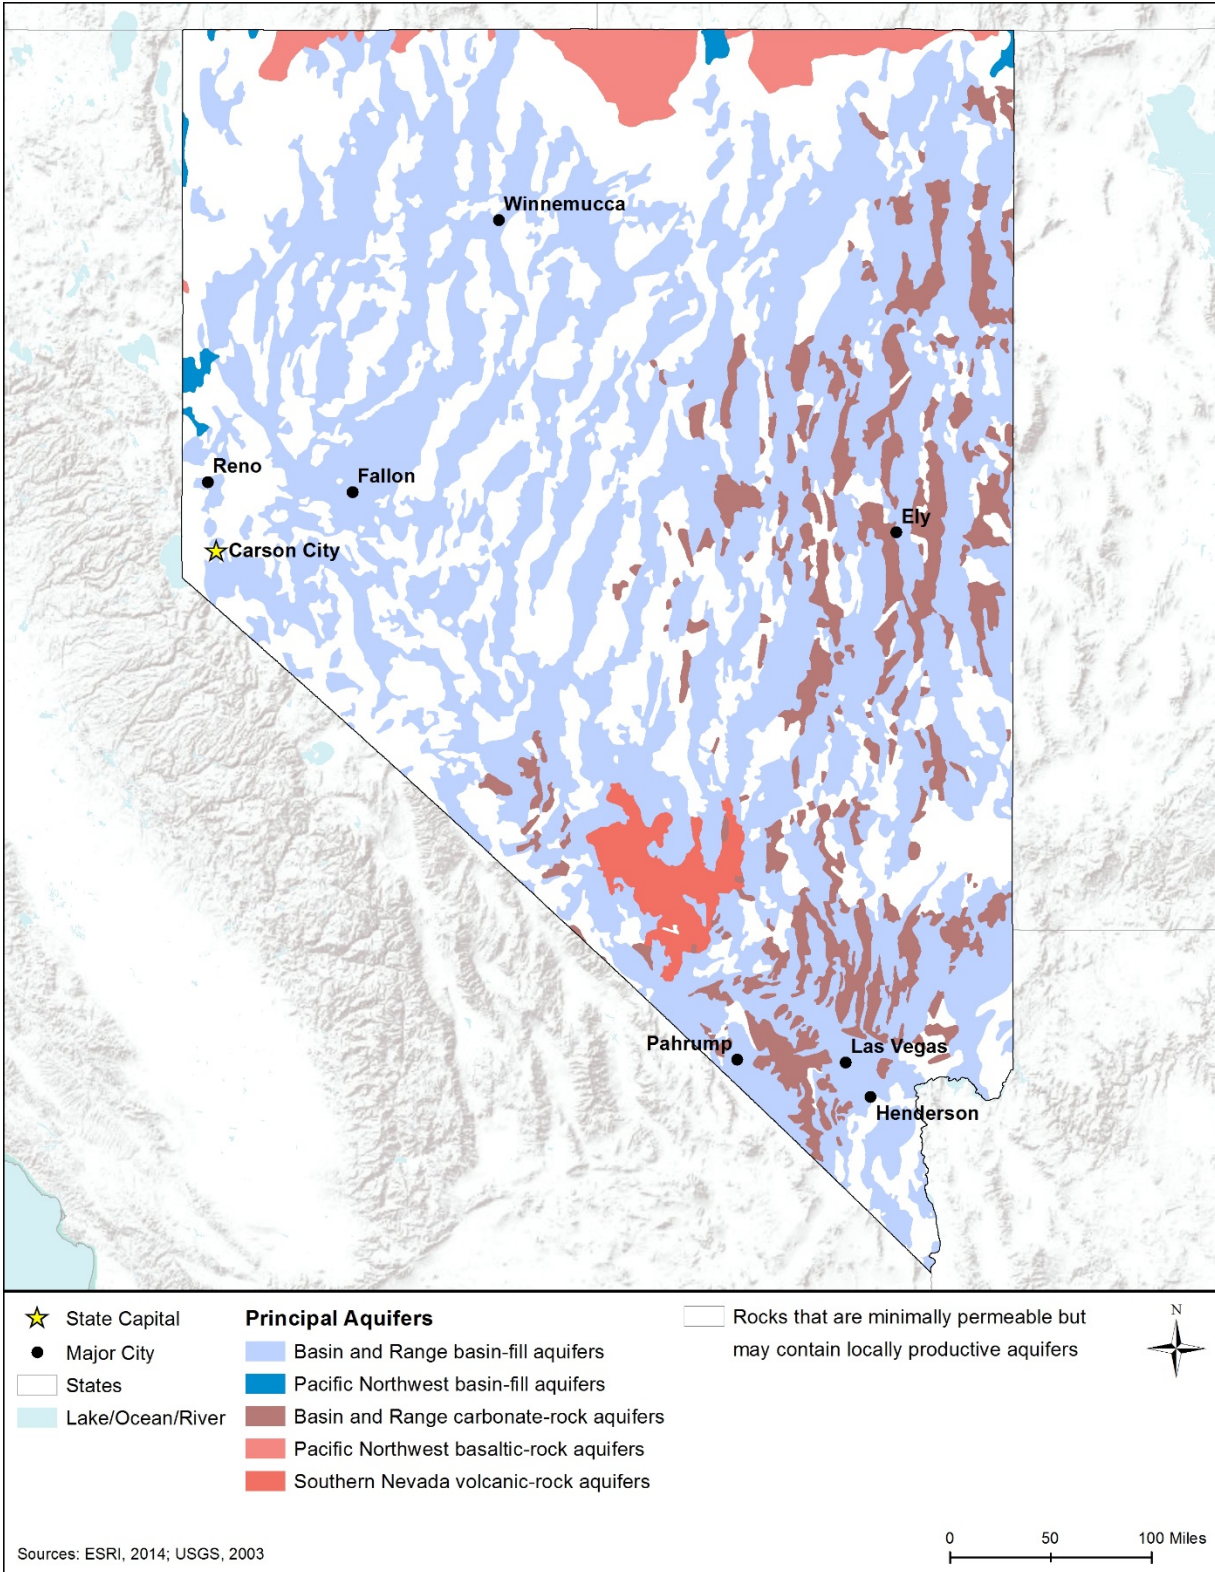 Winnemucca
Reno
Fallon
Ely
Carson City
Pahrump
Las Vegas
Henderson
State Capital
Major City
States
Lake/Ocean/River
Principal Aquifers
Basin and Range basin-fill aquifers
Pacific Northwest basin-fill aquifers
Basin and Range carbonate-rock aquifers
Pacific Northwest basaltic-rock aquifers
Southern Nevada volcanic-rock aquifers
Rocks that are minimally permeable but
may contain locally productive aquifers
N
Sources: ESRI, 2014; USGS, 2003
0 50 100 Miles